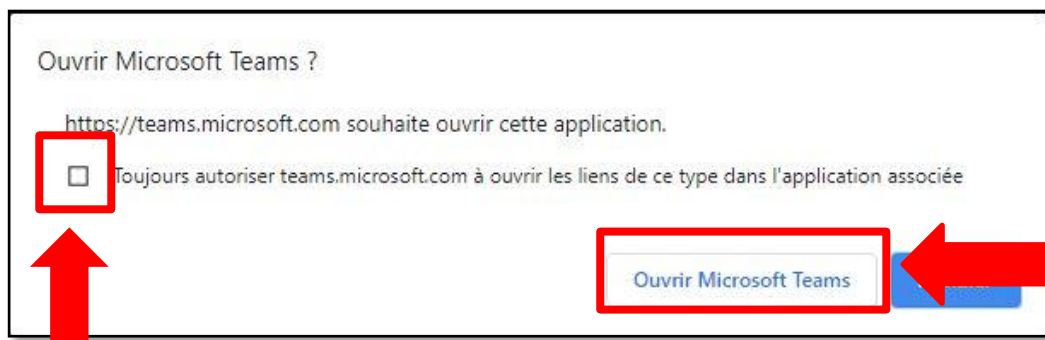 Ouvrir Microsoft Teams ?
https://teams.microsoft.com souhaite ouvrir cette application.
Toujours autoriser teams.microsoft.com à ouvrir les liens de ce type dans l'application associée
Ouvrir Microsoft Teams